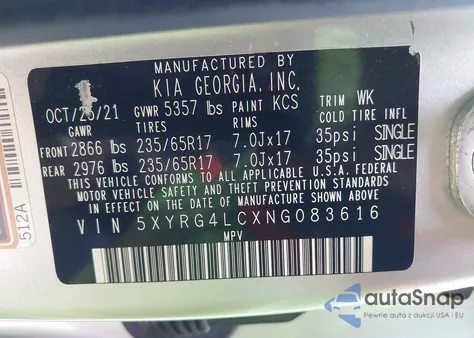 MANUFACTURED BY
KIA GEORGIA, INC.
OCT/25/21 GVWR 5357 lbs PAINT KCS TRIM WK
GAWR TIRES RIMS COLD TIRE INFL
FRONT 2866 lbs 235/65R17 7.0Jx17 35psi SINGLE
REAR 2976 lbs 235/65R17 7.0Jx17 35psi SINGLE
THIS VEHICLE CONFORMS TO ALL APPLICABLE U.S.A. FEDERAL
MOTOR VEHICLE SAFETY, BUMPER, AND THEFT PREVENTION STANDARDS
IN EFFECT ON THE DATE OF MANUFACTURE SHOWN ABOVE.
VIN 5XYRG4LCXNG083616
MPV
512A
autoSnap
Pewne auta z aukcji USA i EU